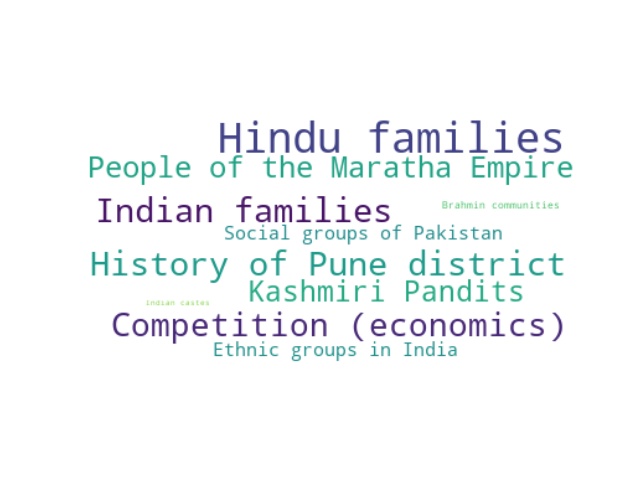 Hindu families
People of the Maratha Empire
Indian families
Brahmin communities
Social groups of Pakistan
History of Pune district
Kashmiri Pandits
indian castes
Competition (economics)
Ethnic groups in India